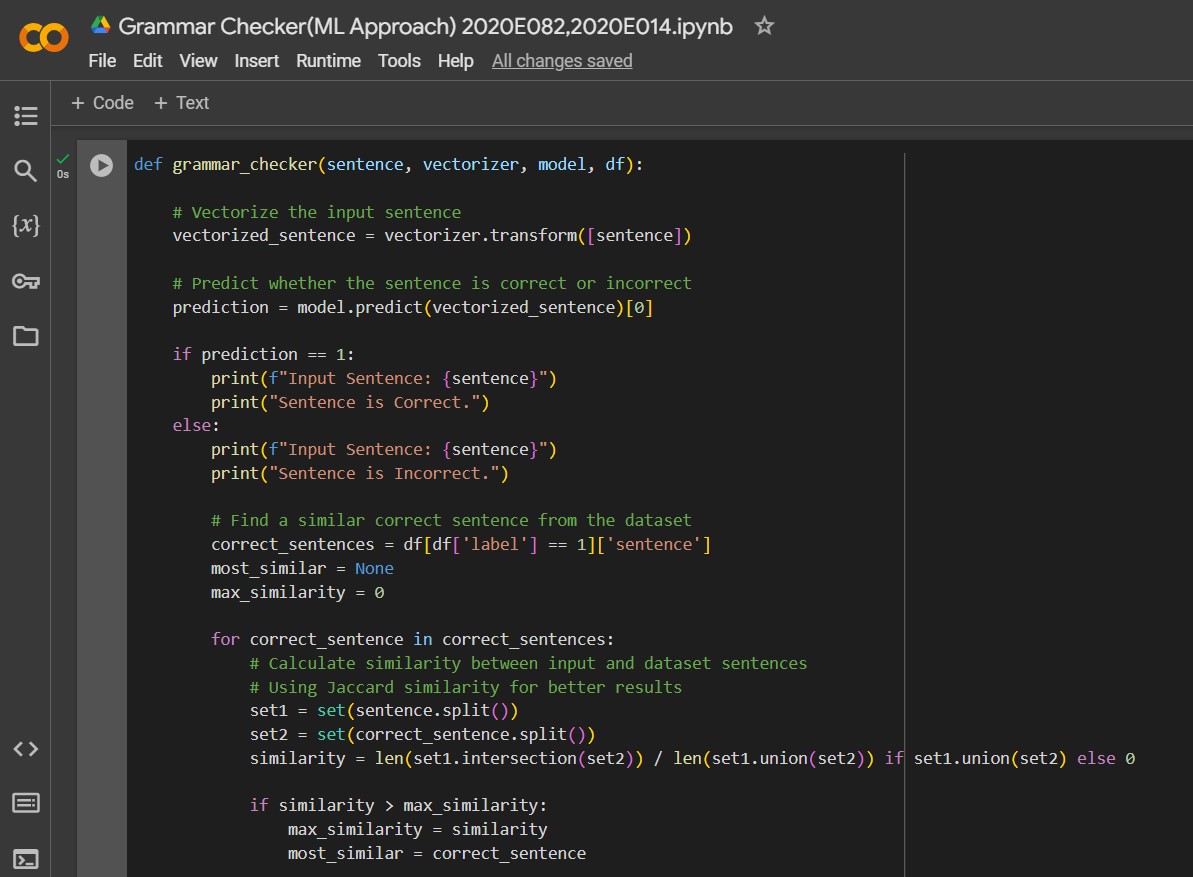 Grammar Checker(ML Approach) 2020E082,2020E014.ipynb
File Edit View Insert Runtime Tools Help All changes saved
+ Code + Text
0s
{x}
def grammar_checker(sentence, vectorizer, model, df):
# Vectorize the input sentence
vectorized_sentence = vectorizer.transform([sentence])
# Predict whether the sentence is correct or incorrect
prediction = model.predict(vectorized_sentence)[0]
if prediction == 1:
print(f"Input Sentence: {sentence}")
print("Sentence is Correct.")
else:
print(f"Input Sentence: {sentence}")
print("Sentence is Incorrect.")
# Find a similar correct sentence from the dataset
correct_sentences = df[df['label'] == 1]['sentence']
most_similar = None
max_similarity = 0
for correct_sentence in correct_sentences:
# Calculate similarity between input and dataset sentences
# Using Jaccard similarity for better results
set1 = set(sentence.split())
set2 = set(correct_sentence.split())
similarity = len(set1.intersection(set2)) / len(set1.union(set2)) if set1.union(set2) else 0
if similarity > max_similarity:
max_similarity = similarity
most_similar = correct_sentence